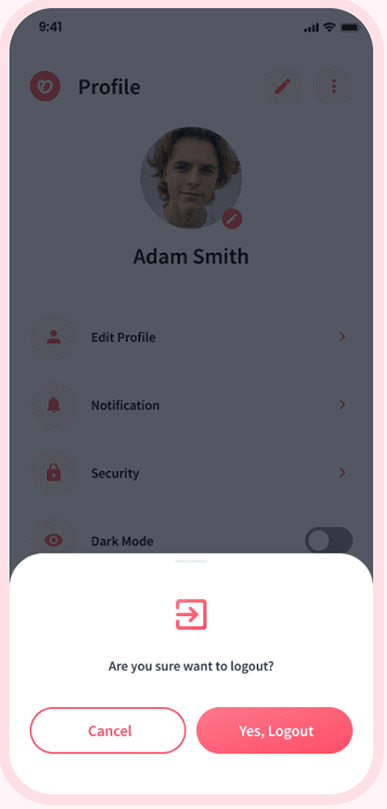 9:41
Profile
Adam Smith
Edit Profile
Notification
Security
Dark Mode
Are you sure want to logout?
Cancel
Yes, Logout